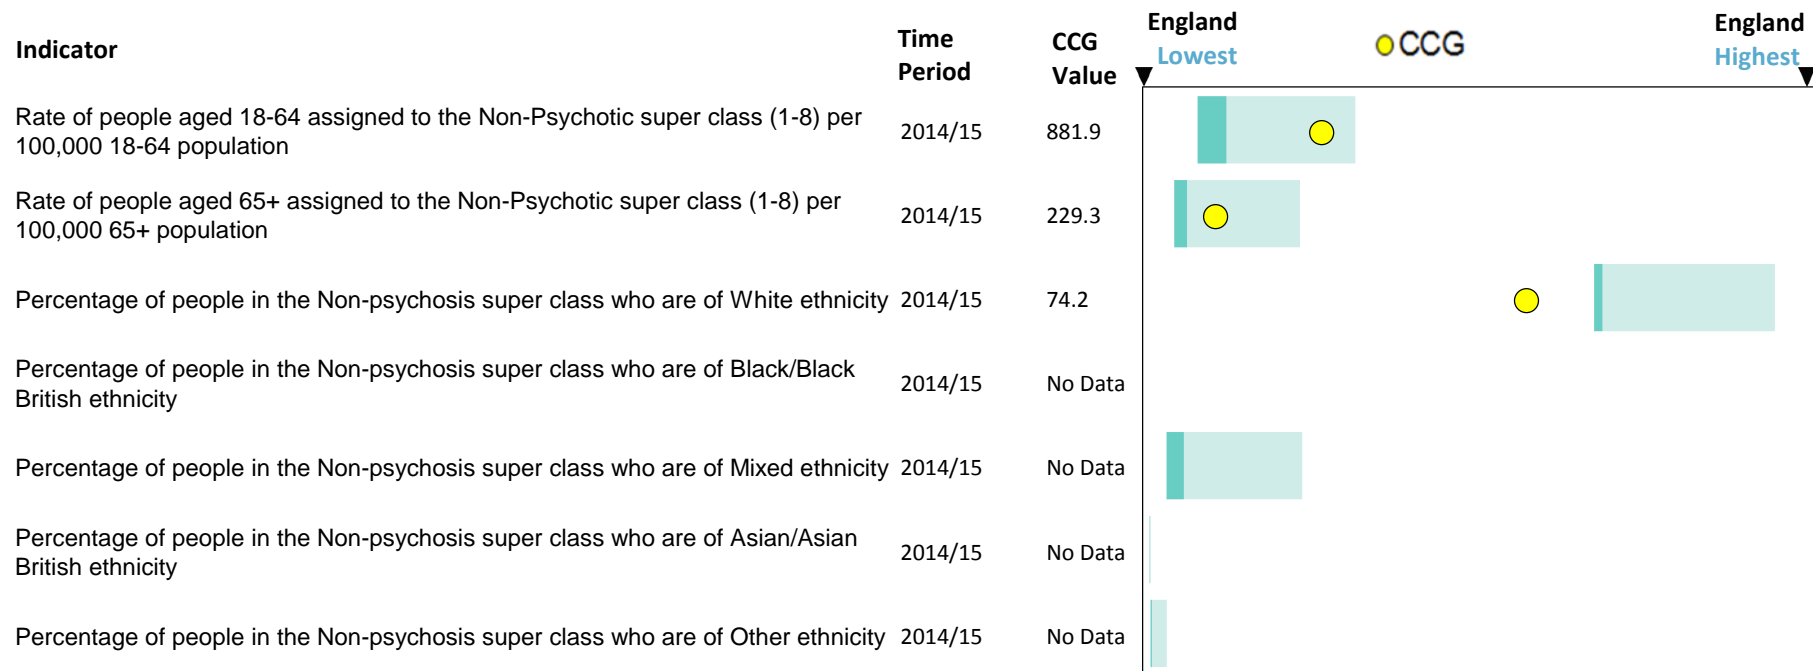 Indicator
Time
Period
CCG
Value
England
Lowest
CCG
England
Highest
Rate of people aged 18-64 assigned to the Non-Psychotic super class (1-8) per
100,000 18-64 population
2014/15
881.9
Rate of people aged 65+ assigned to the Non-Psychotic super class (1-8) per
100,000 65+ population
2014/15
229.3
Percentage of people in the Non-psychosis super class who are of White ethnicity
2014/15
74.2
Percentage of people in the Non-psychosis super class who are of Black/Black
British ethnicity
2014/15
No Data
Percentage of people in the Non-psychosis super class who are of Mixed ethnicity
2014/15
No Data
Percentage of people in the Non-psychosis super class who are of Asian/Asian
British ethnicity
2014/15
No Data
Percentage of people in the Non-psychosis super class who are of Other ethnicity
2014/15
No Data